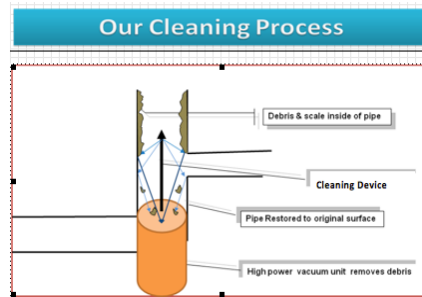 Our Cleaning Process
Debris & scale inside of pipe
Cleaning Device
Pipe Restored to original surface
High power vacuum unit removes debris